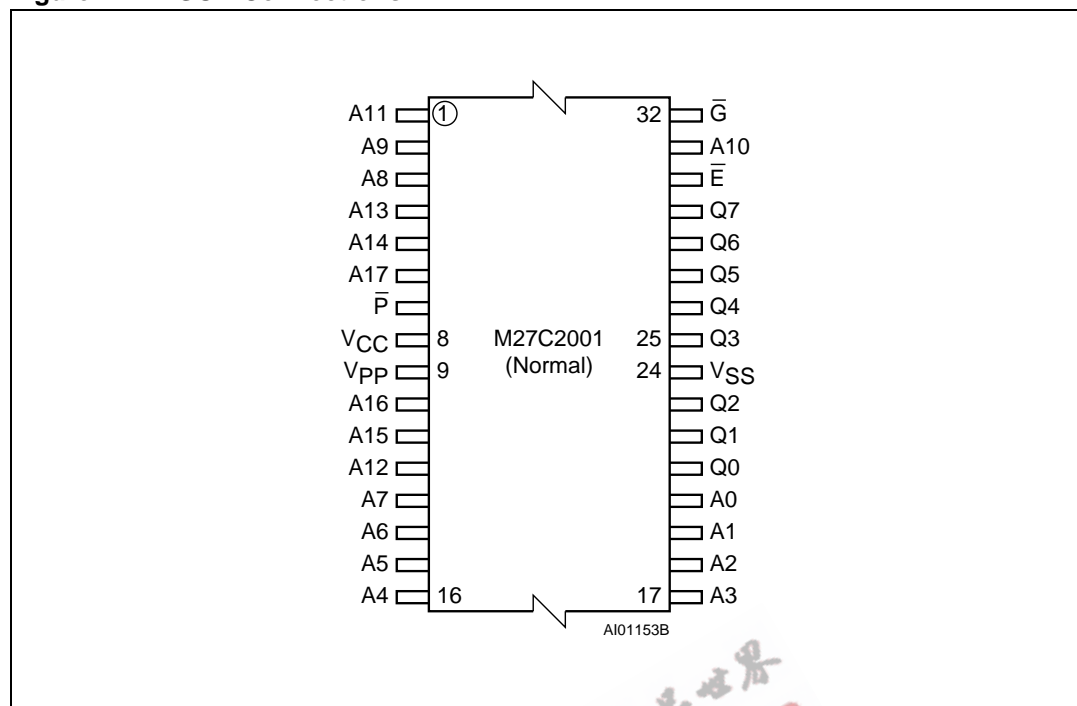 A11 1 32 G̅
A9 A10
A8 E̅
A13 Q7
A14 Q6
A17 Q5
P̅ Q4
VCC 8 M27C2001 25 Q3
VPP 9 (Normal) 24 VSS
A16 Q2
A15 Q1
A12 Q0
A7 A0
A6 A1
A5 A2
A4 16 17 A3
AI01153B